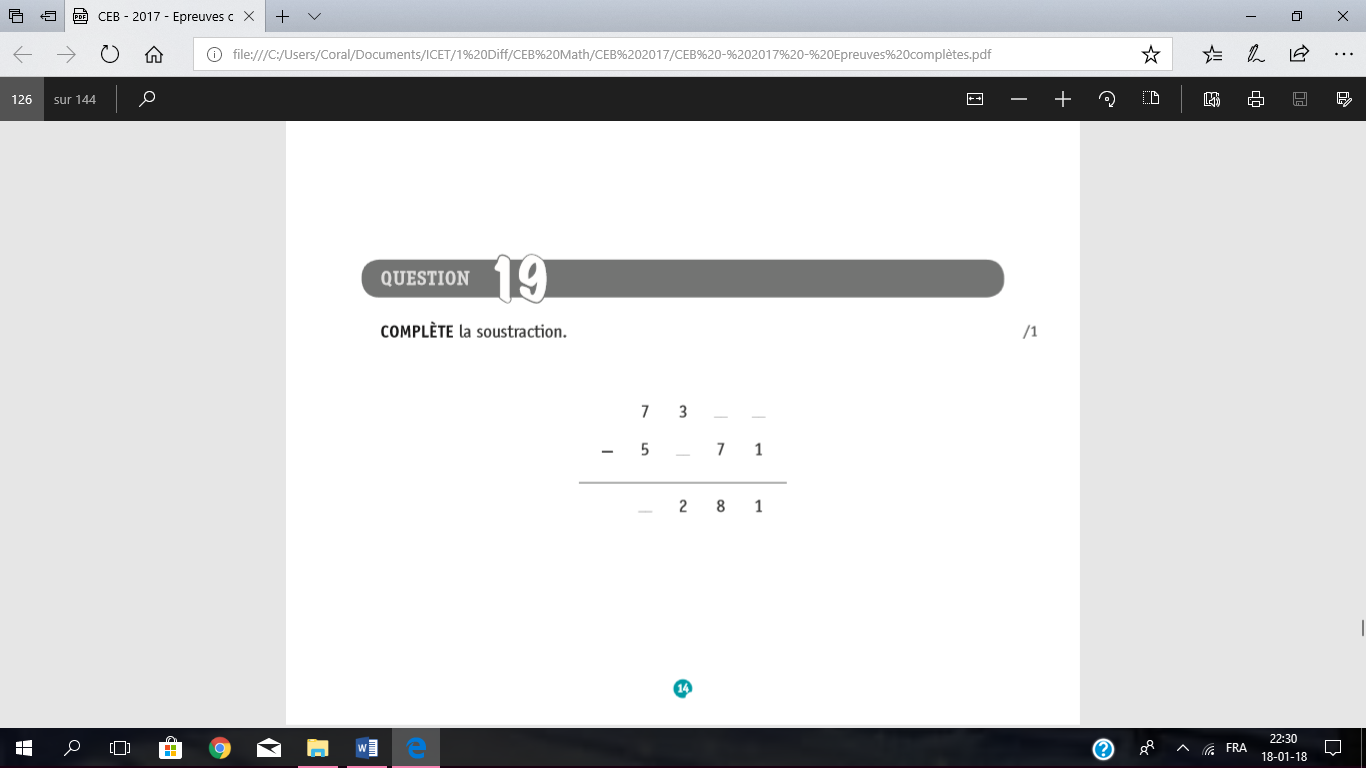 CEB - 2017 - Epreuves c
file:///C:/Users/Coral/Documents/ICET/1%20Diff/CEB%20Math/CEB%202017/CEB%20-%202017%20-%20Epreuves%20complètes.pdf
126 sur 144
QUESTION 19
COMPLÈTE la soustraction. /1
7 3 _ _
− 5 _ 7 1
_ 2 8 1
14
FRA
22:30
18-01-18